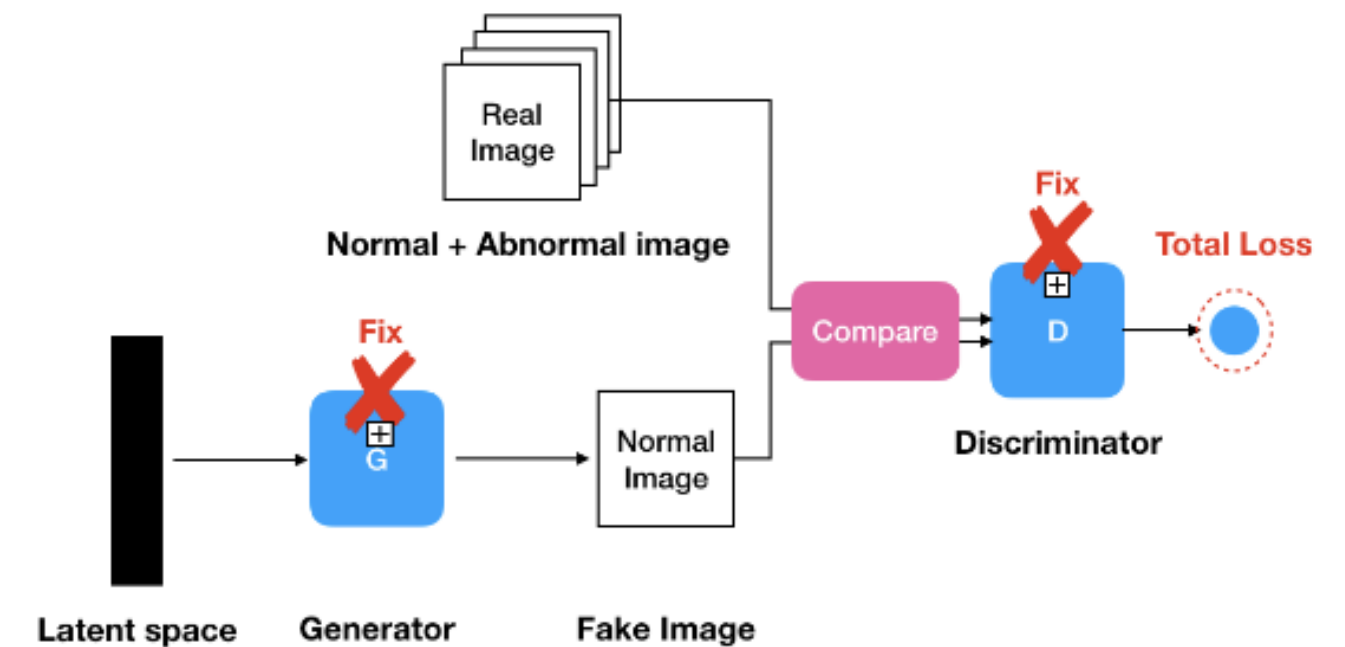 Real
Image
Normal + Abnormal image
Fix
Total Loss
Fix
Compare
D
G
Normal
Image
Discriminator
Latent space
Generator
Fake Image